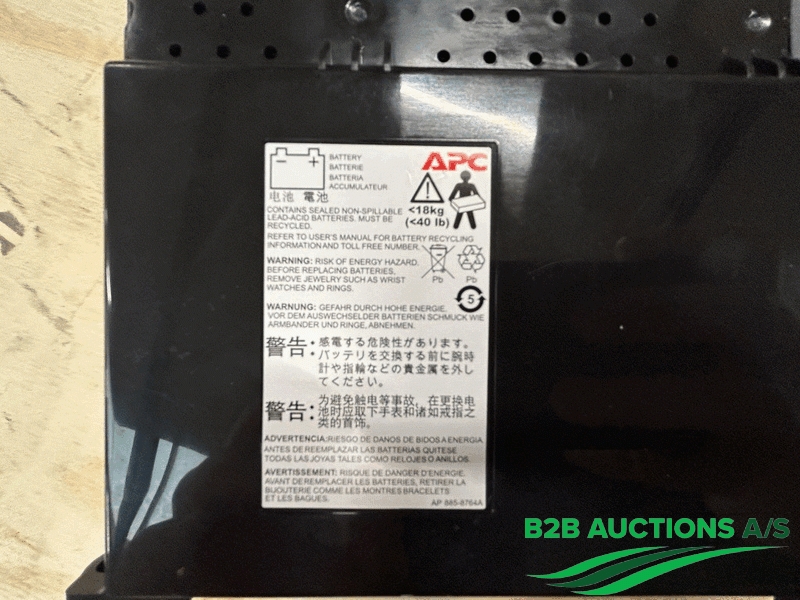 BATTERY
BATTERIE
BATTERIA
ACCUMULATEUR
电池 電池
APC
<18kg
(<40 lb)
CONTAINS SEALED NON-SPILLABLE
LEAD-ACID BATTERIES. MUST BE
RECYCLED.
REFER TO USER'S MANUAL FOR BATTERY RECYCLING
INFORMATION AND TOLL FREE NUMBER.
Pb Pb
WARNING: RISK OF ENERGY HAZARD.
BEFORE REPLACING BATTERIES,
REMOVE JEWELRY SUCH AS WRIST
WATCHES AND RINGS.
5
WARNUNG: GEFAHR DURCH HOHE ENERGIE.
VOR DEM AUSWECHSELDER BATTERIEN SCHMUCK WIE
ARMBANDER UND RINGE, ABNEHMEN.
警告: 感電する危険性があります。
バッテリを交換する前に腕時
計や指輪などの貴金属を外し
てください。
警告: 为避免触电等事故，在更换电
池时应取下手表和诸如戒指之
类的首饰。
ADVERTENCIA: RIESGO DE DANOS DE BIDOS A ENERGIA
ANTES DE REEMPLAZAR LAS BATTERIAS QUITESE
TODAS LAS JOYAS TALES COMO RELOJES O ANILLOS.
AVERTISSEMENT: RISQUE DE DANGER D'ENERGIE.
AVANT DE REMPLACER LES BATTERIES, RETIRER LA
BIJOUTERIE COMME LES MONTRES BRACELETS
ET LES BAGUES.
AP 885-8764A
B2B AUCTIONS A/S